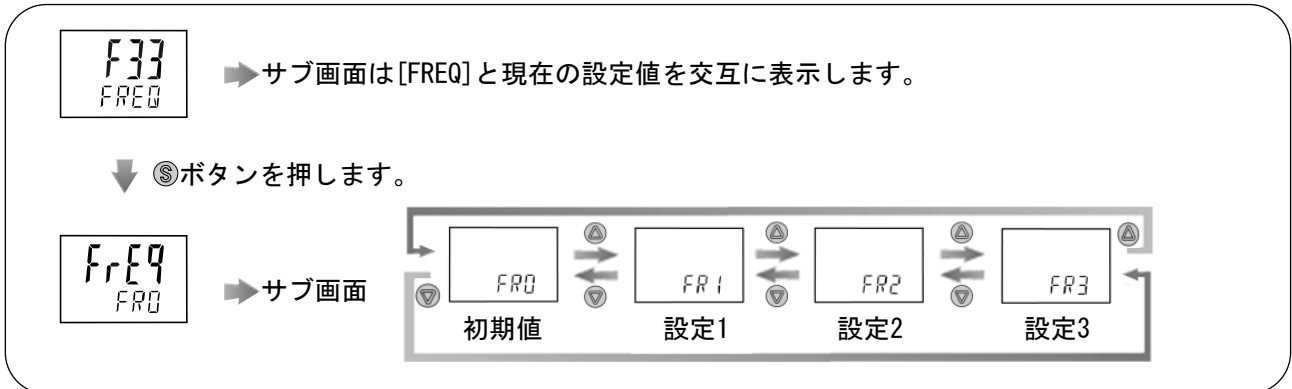 F33
FREQ
サブ画面は[FREQ]と現在の設定値を交互に表示します。
Ⓢボタンを押します。
FrEq
FR0
サブ画面
FR0
FR1
FR2
FR3
初期値
設定1
設定2
設定3